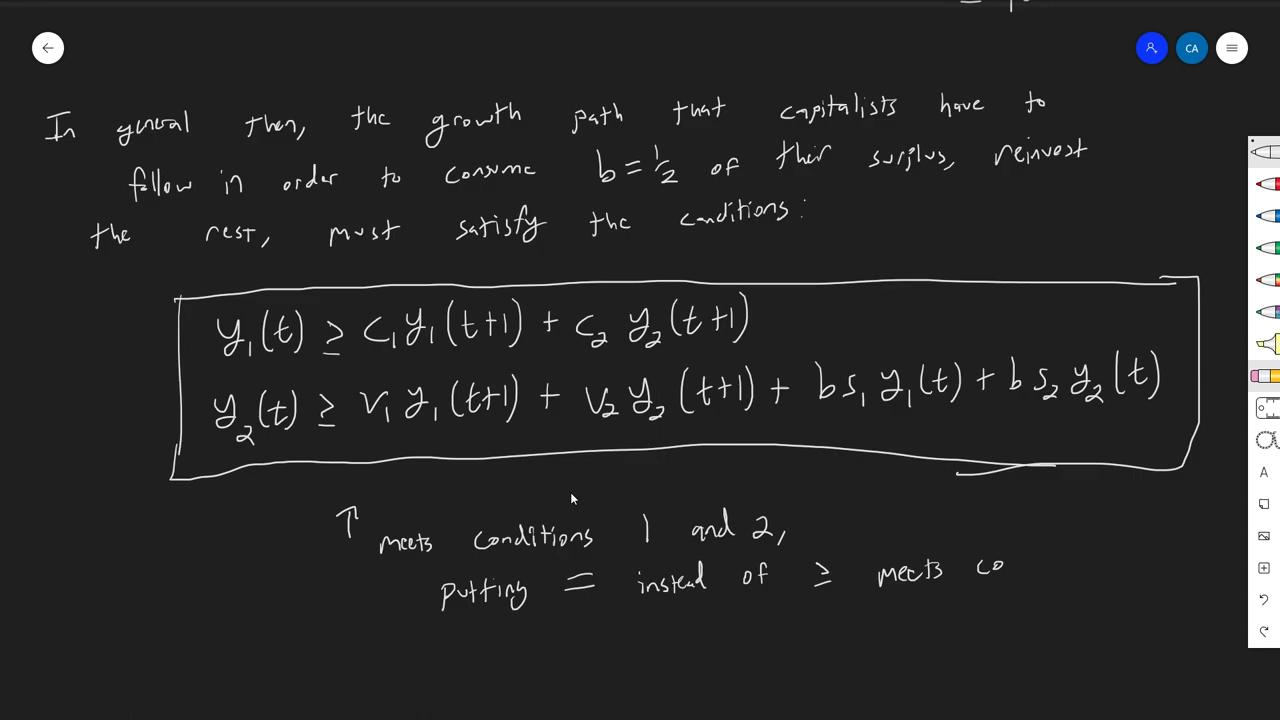 CA
In general then, the growth path that capitalists have to
follow in order to consume b = 1/2 of their surplus, reinvest
the rest, must satisfy the conditions:
y₁(t) ≥ c₁y₁(t+1) + c₂ y₂(t+1)
y₂(t) ≥ v₁ y₁(t+1) + v₂ y₂(t+1) + b s₁ y₁(t) + b s₂ y₂(t)
↑ meets conditions 1 and 2,
putting = instead of ≥ meets co
A